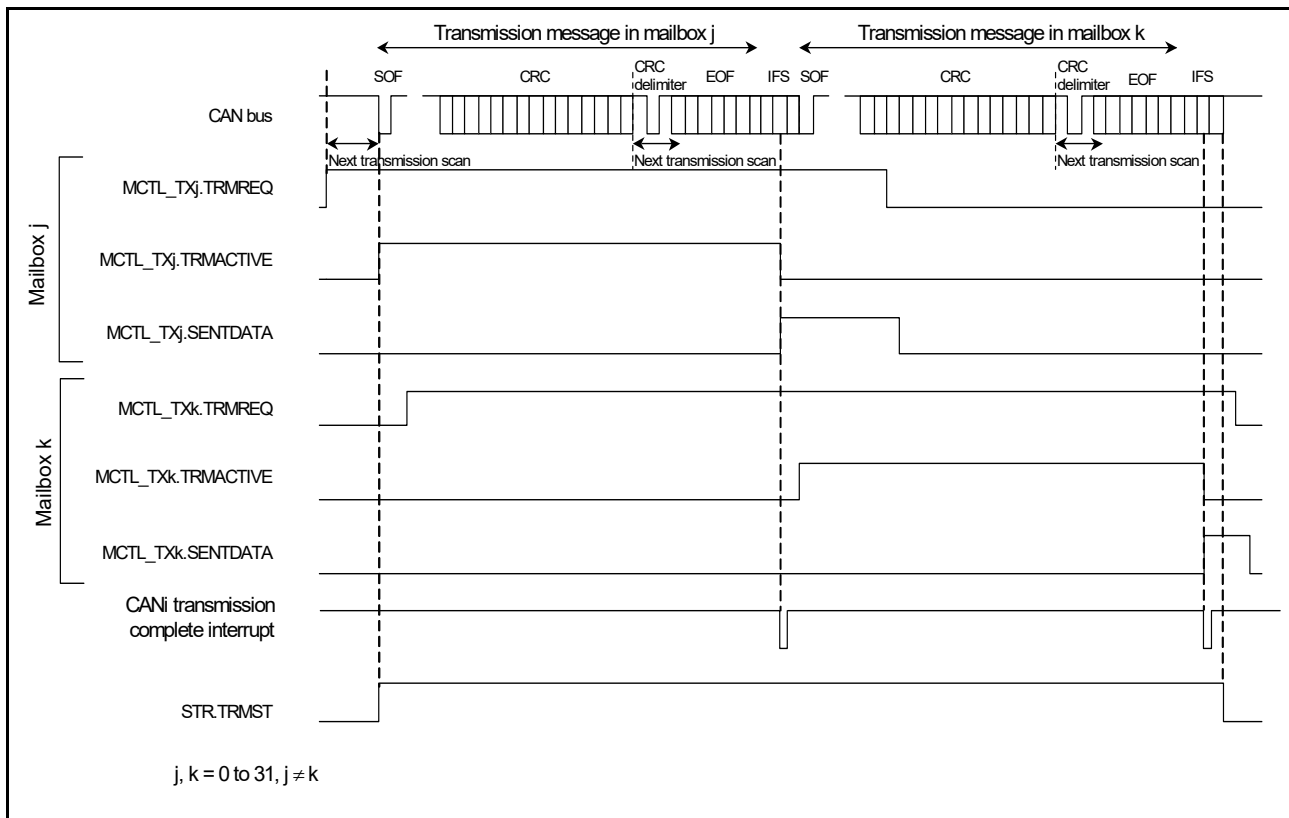 Transmission message in mailbox j
Transmission message in mailbox k
SOF
CRC
CRC
delimiter
EOF
IFS
SOF
CRC
CRC
delimiter
EOF
IFS
CAN bus
Next transmission scan
Next transmission scan
Next transmission scan
Mailbox j
MCTL_TXj.TRMREQ
MCTL_TXj.TRMACTIVE
MCTL_TXj.SENTDATA
Mailbox k
MCTL_TXk.TRMREQ
MCTL_TXk.TRMACTIVE
MCTL_TXk.SENTDATA
CANi transmission
complete interrupt
STR.TRMST
j, k = 0 to 31, j ≠ k